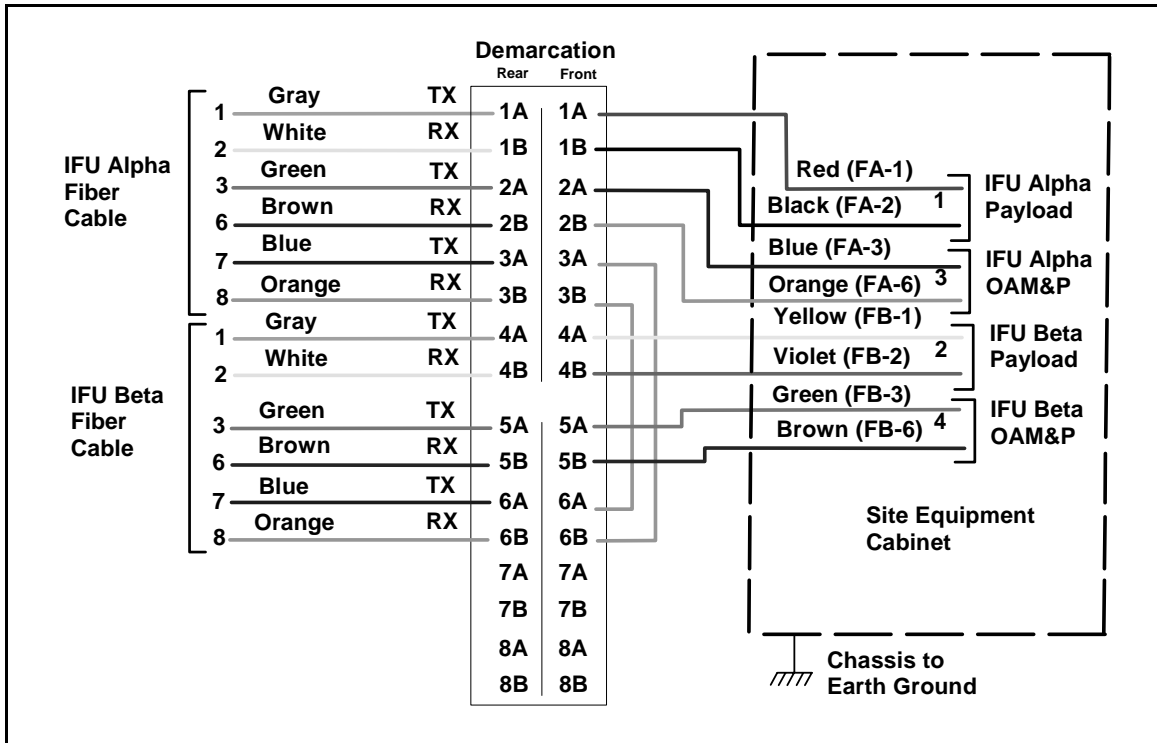 Demarcation
Rear Front
IFU Alpha
Fiber
Cable
1 Gray TX 1A 1A
2 White RX 1B 1B
3 Green TX 2A 2A
6 Brown RX 2B 2B
7 Blue TX 3A 3A
8 Orange RX 3B 3B
IFU Beta
Fiber
Cable
1 Gray TX 4A 4A
2 White RX 4B 4B
3 Green TX 5A 5A
6 Brown RX 5B 5B
7 Blue TX 6A 6A
8 Orange RX 6B 6B
7A 7A
7B 7B
8A 8A
8B 8B
Red (FA-1)
Black (FA-2)
1
IFU Alpha
Payload
Blue (FA-3)
Orange (FA-6)
3
IFU Alpha
OAM&P
Yellow (FB-1)
Violet (FB-2)
2
IFU Beta
Payload
Green (FB-3)
Brown (FB-6)
4
IFU Beta
OAM&P
Site Equipment
Cabinet
Chassis to
Earth Ground